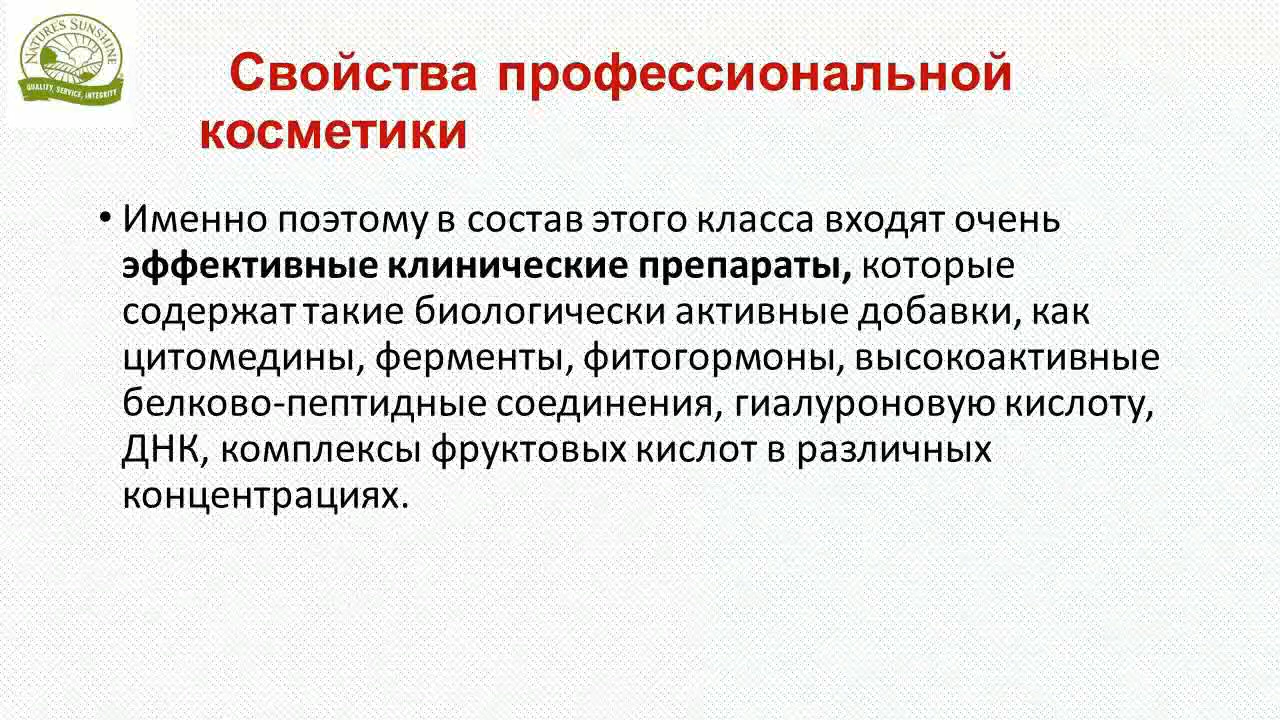 NATURE'S SUNSHINE
QUALITY, SERVICE, INTEGRITY
Свойства профессиональной
косметики
• Именно поэтому в состав этого класса входят очень
эффективные клинические препараты, которые
содержат такие биологически активные добавки, как
цитомедины, ферменты, фитогормоны, высокоактивные
белково-пептидные соединения, гиалуроновую кислоту,
ДНК, комплексы фруктовых кислот в различных
концентрациях.